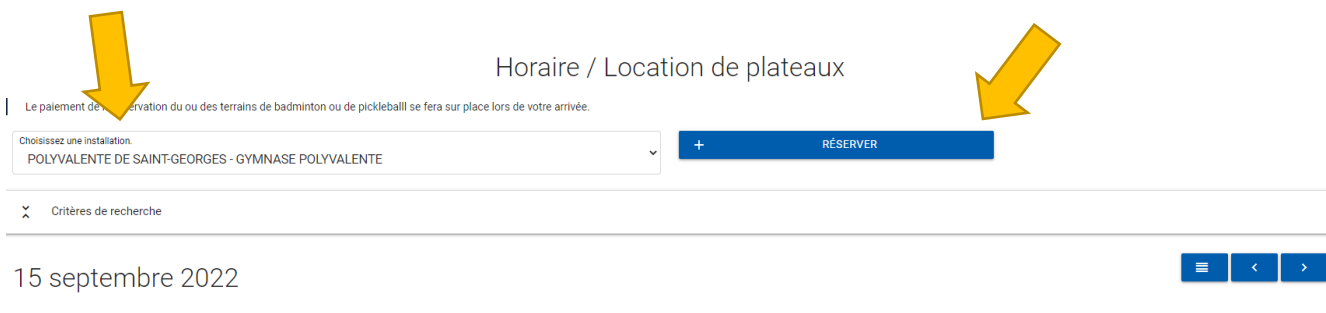 Horaire / Location de plateaux
Le paiement de ervation du ou des terrains de badminton ou de pickleballl se fera sur place lors de votre arrivée.
Choisissez une installation.
POLYVALENTE DE SAINT-GEORGES - GYMNASE POLYVALENTE
+ RÉSERVER
Critères de recherche
15 septembre 2022